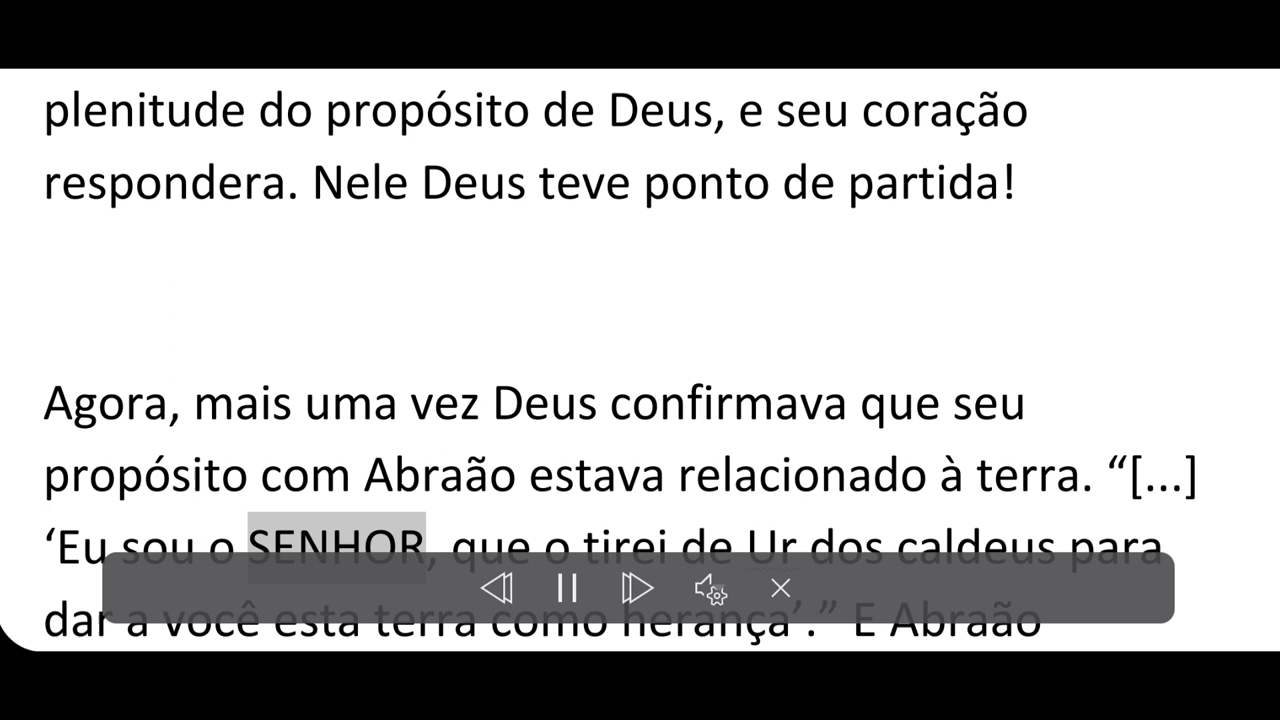 plenitude do propósito de Deus, e seu coração
respondera. Nele Deus teve ponto de partida!
Agora, mais uma vez Deus confirmava que seu
propósito com Abraão estava relacionado à terra. “[...]
‘Eu sou o SENHOR, que o tirei de Ur dos caldeus para
dar a você esta terra como herança’.” E Abraão